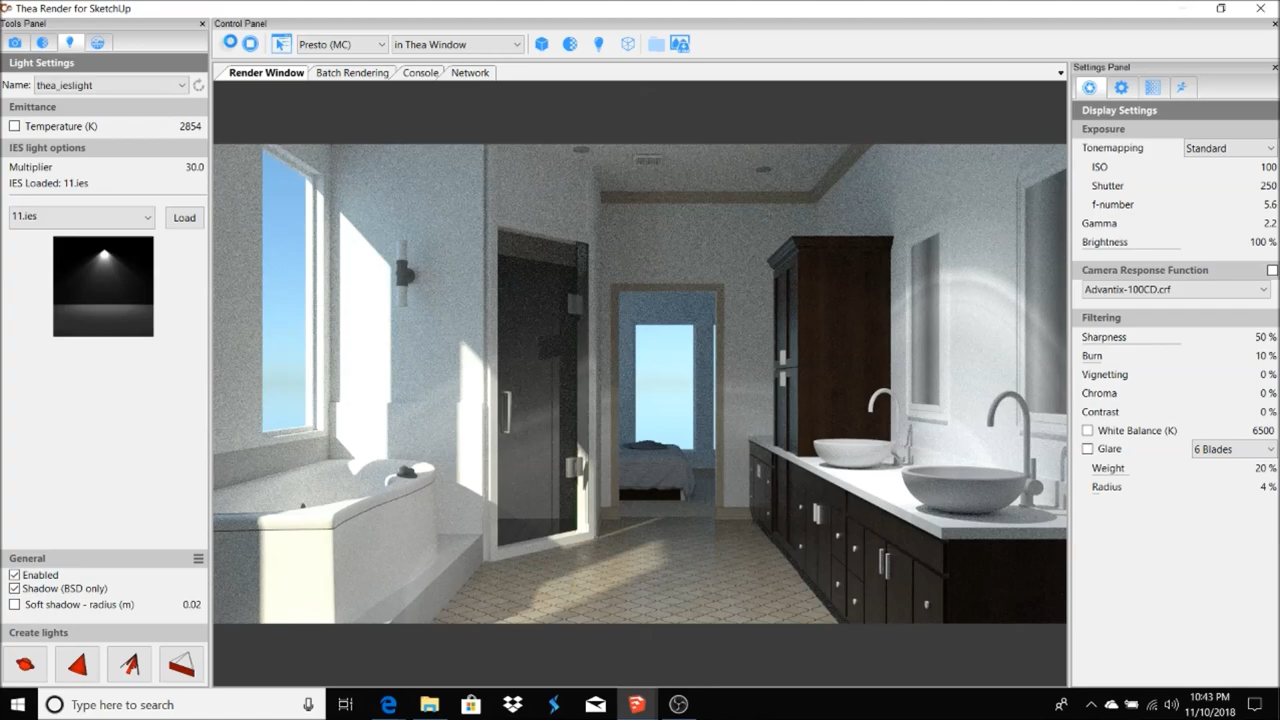 Thea Render for SketchUp
Tools Panel
Light Settings
Name: thea_ieslight
Emittance
Temperature (K) 2854
IES light options
Multiplier 30.0
IES Loaded: 11.ies
11.ies Load
General
Enabled
Shadow (BSD only)
Soft shadow - radius (m) 0.02
Create lights
Control Panel
Presto (MC) in Thea Window
Render Window Batch Rendering Console Network
Settings Panel
Display Settings
Exposure
Tonemapping Standard
ISO 100
Shutter 250
f-number 5.6
Gamma 2.2
Brightness 100 %
Camera Response Function
Advantix-100CD.crf
Filtering
Sharpness 50 %
Burn 10 %
Vignetting 0 %
Chroma 0 %
Contrast 0 %
White Balance (K) 6500
Glare 6 Blades
Weight 20 %
Radius 4 %
Type here to search
10:43 PM
11/10/2018